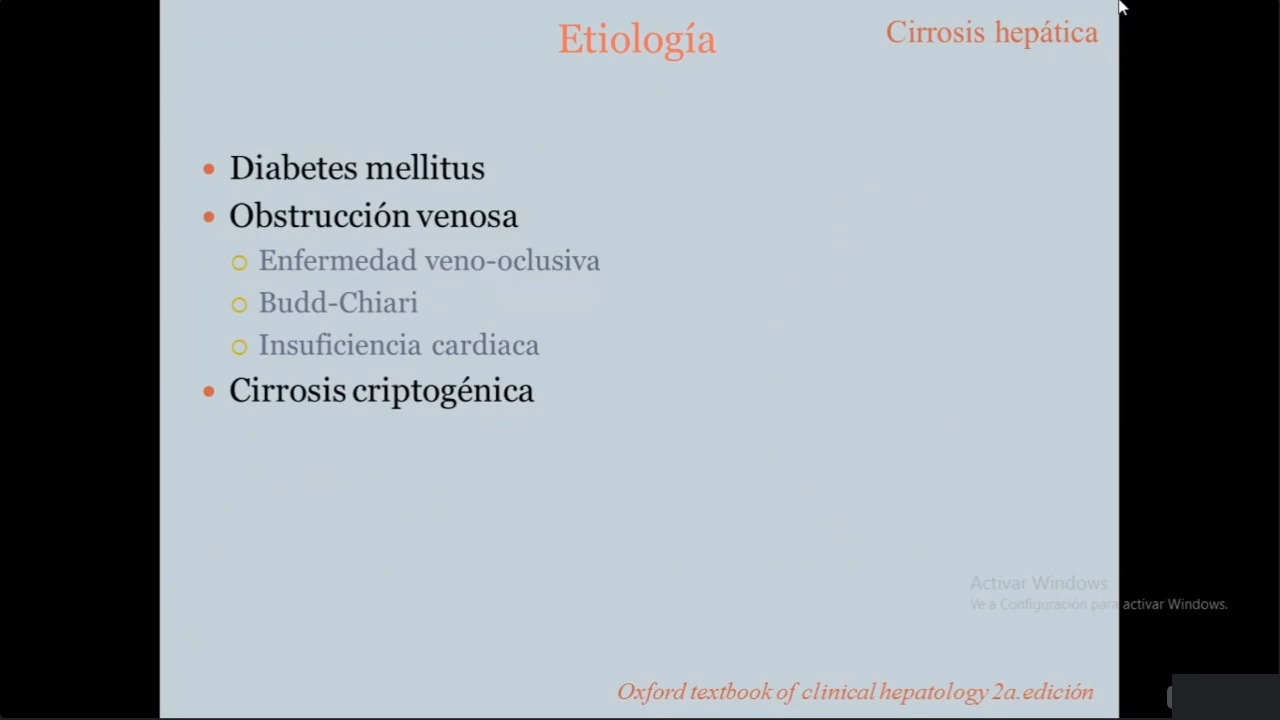 Etiología
Cirrosis hepática
Diabetes mellitus
Obstrucción venosa
Enfermedad veno-oclusiva
Budd-Chiari
Insuficiencia cardiaca
Cirrosis criptogénica
Activar Windows
Ve a Configuración para activar Windows.
Oxford textbook of clinical hepatology 2a.edición